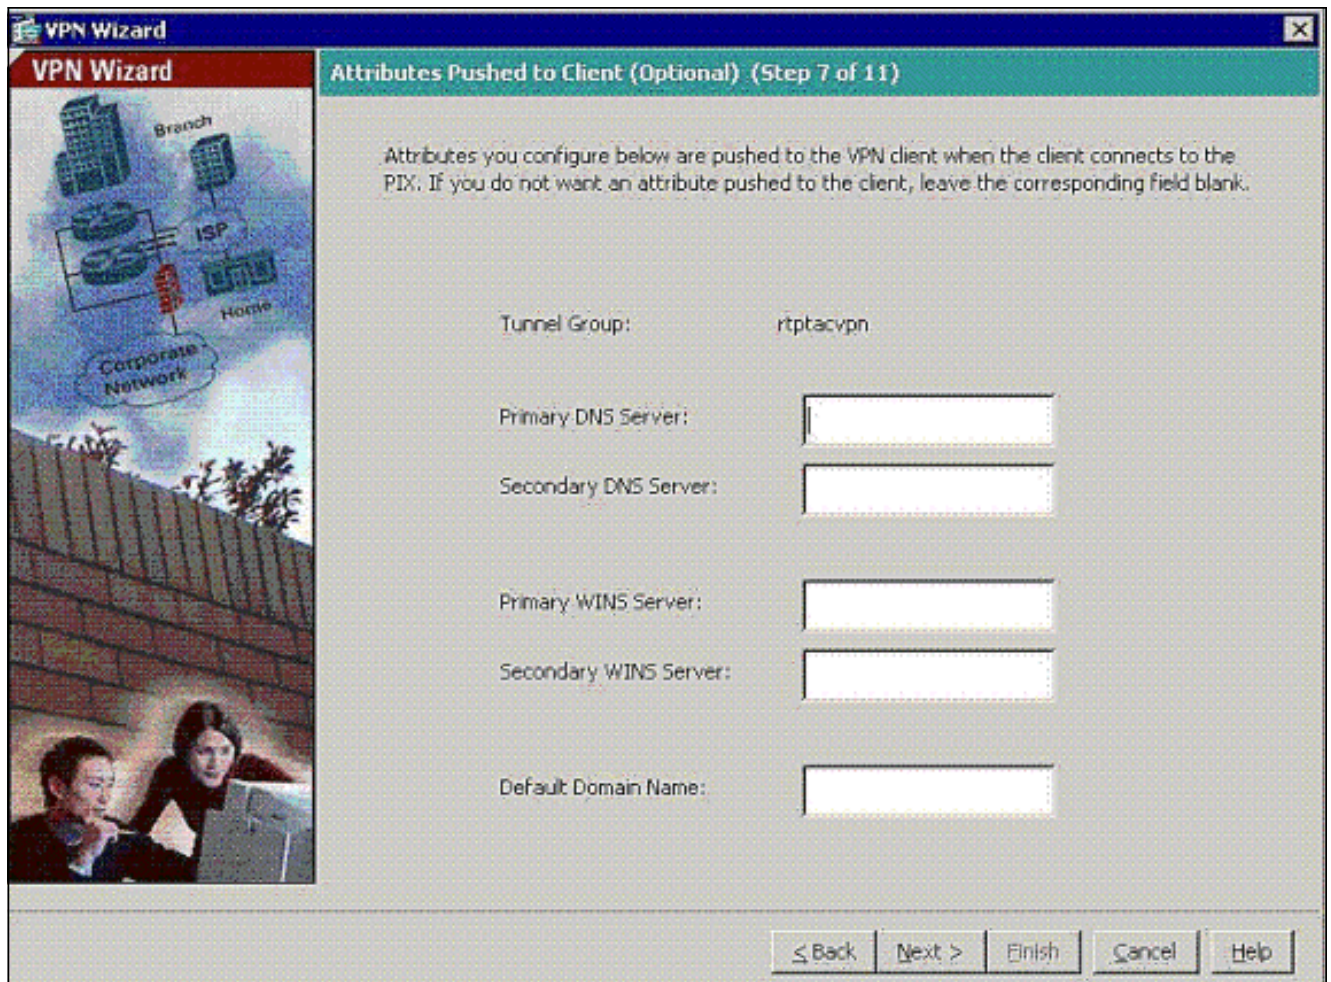 VPN Wizard
VPN Wizard
Branch
ISP
Home
Corporate
Network
Attributes Pushed to Client (Optional) (Step 7 of 11)
Attributes you configure below are pushed to the VPN client when the client connects to the
PIX. If you do not want an attribute pushed to the client, leave the corresponding field blank.
Tunnel Group: rtptacvpn
Primary DNS Server:
Secondary DNS Server:
Primary WINS Server:
Secondary WINS Server:
Default Domain Name:
< Back Next > Finish Cancel Help